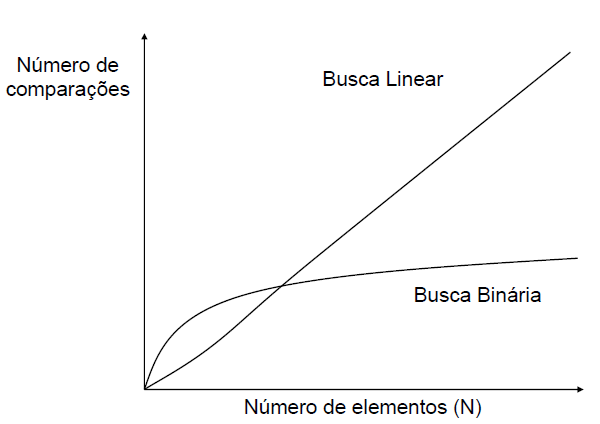 Número de
comparações
Busca Linear
Busca Binária
Número de elementos (N)